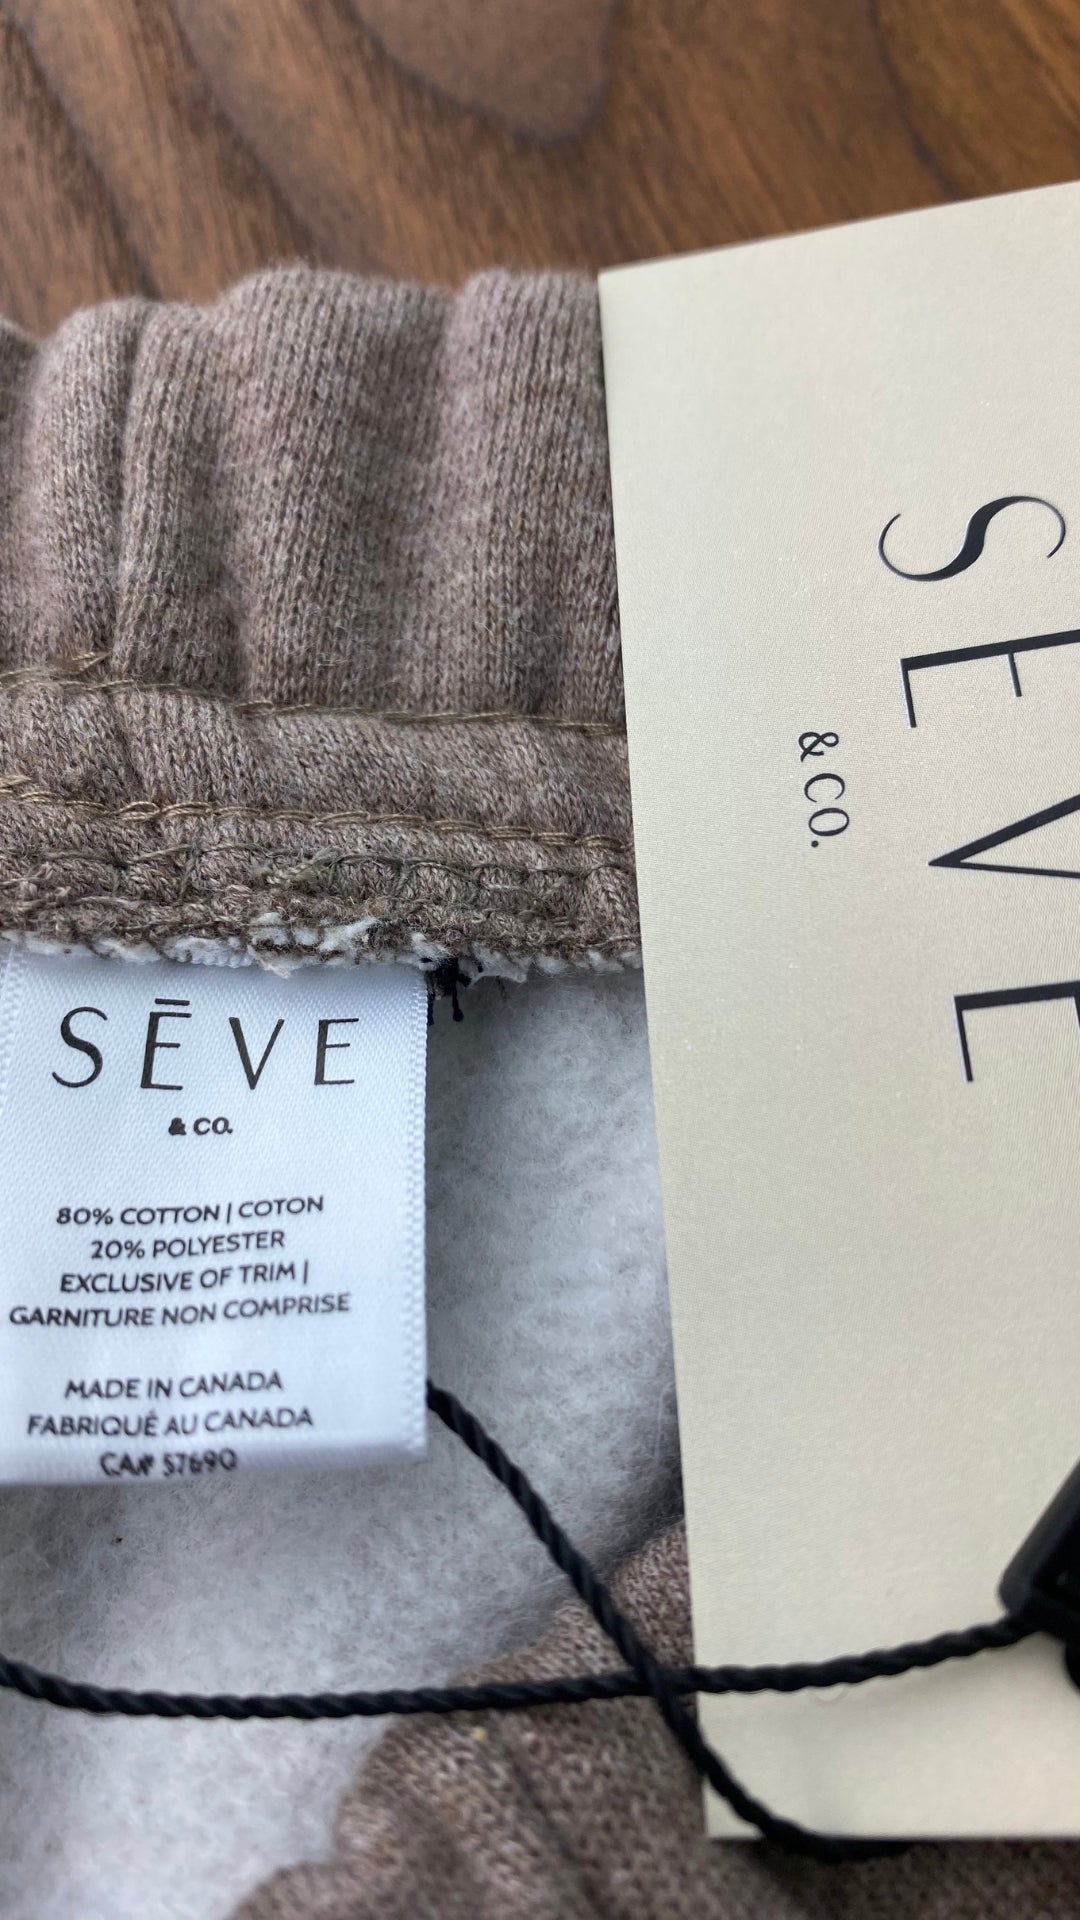 SEVE
& CO.
SĒVE
& CO.
80% COTTON | COTON
20% POLYESTER
EXCLUSIVE OF TRIM |
GARNITURE NON COMPRISE
MADE IN CANADA
FABRIQUÉ AU CANADA
CA# 57690